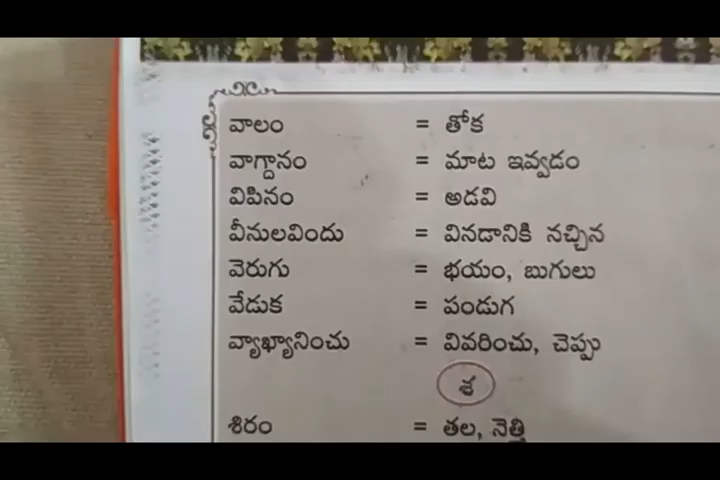 వాలం = తోక
వాగ్దానం = మాట ఇవ్వడం
విపినం = అడవి
వీనులవిందు = వినడానికి నచ్చిన
వెరుగు = భయం, బుగులు
వేడుక = పండుగ
వ్యాఖ్యానించు = వివరించు, చెప్పు
శ
శిరం = తల, నెత్తి